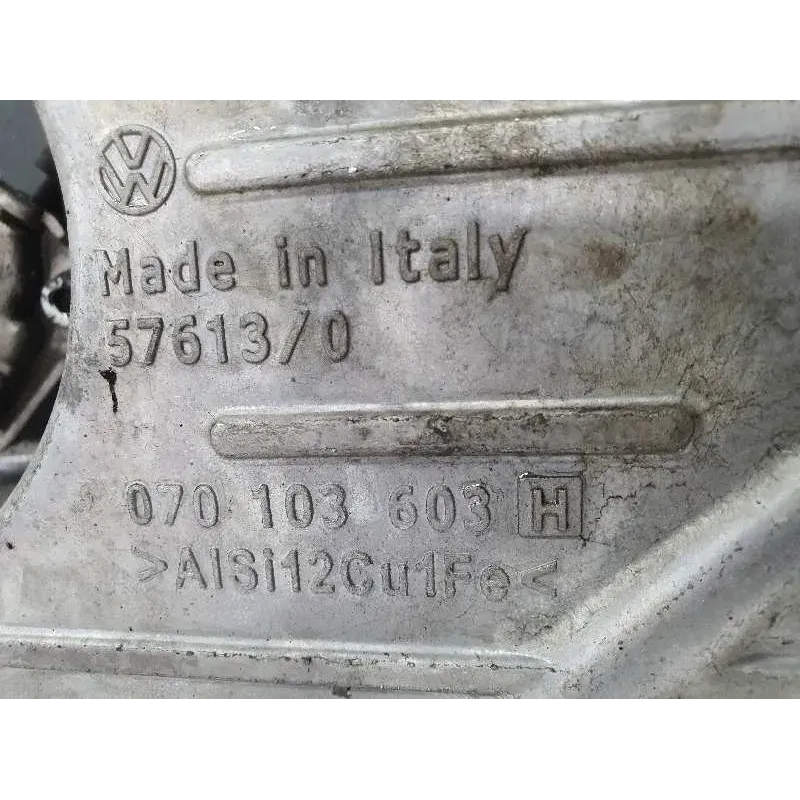 VW
Made in Italy
57613/0
070 103 603 H
>AlSi12Cu1Fe<